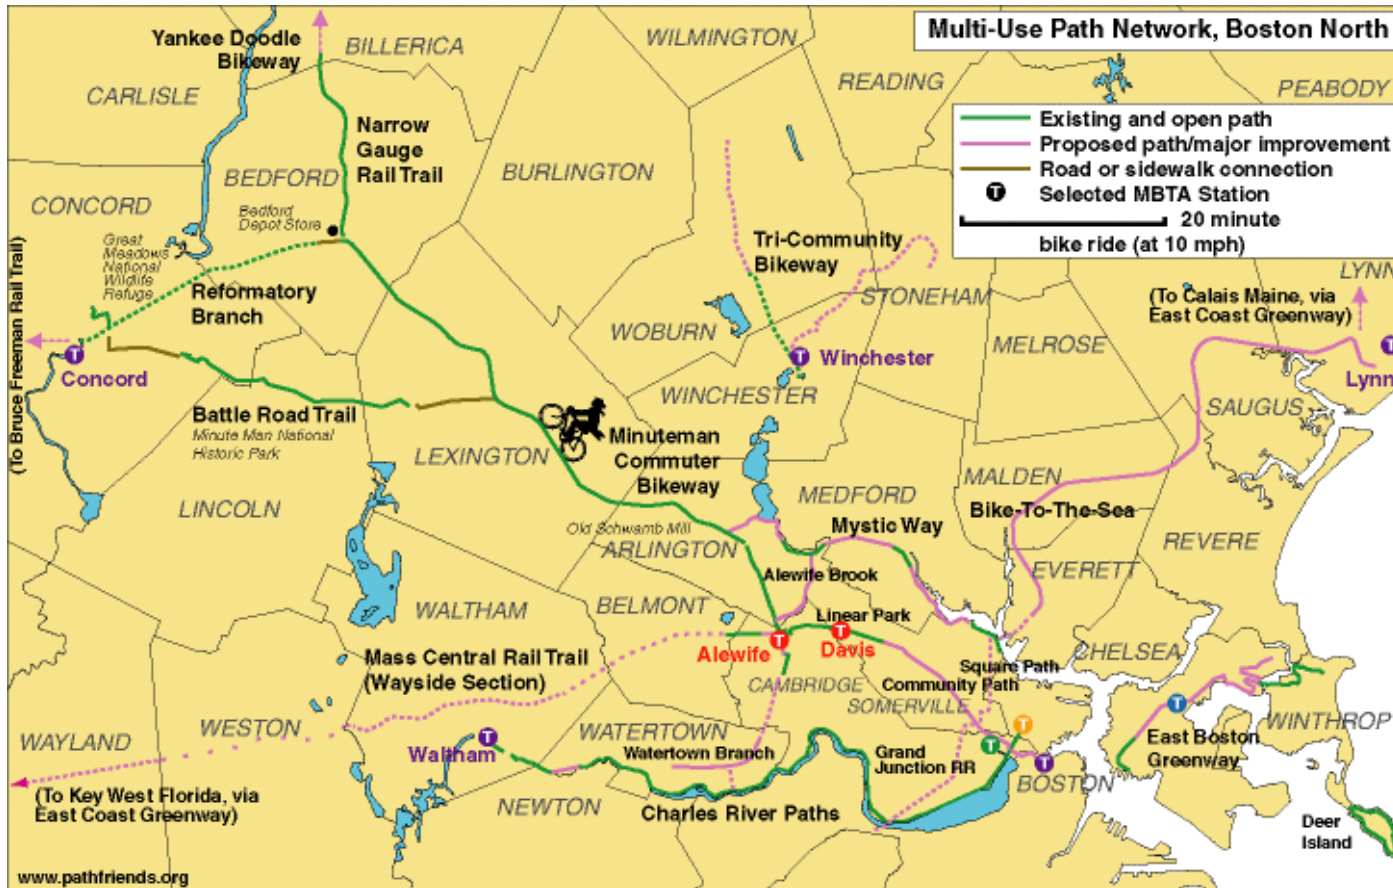 Multi-Use Path Network, Boston North
Yankee Doodle
Bikeway
BILLERICA
WILMINGTON
READING
PEABODY
CARLISLE
Existing and open path
Proposed path/major improvement
Road or sidewalk connection
T Selected MBTA Station
20 minute
bike ride (at 10 mph)
Narrow
Gauge
Rail Trail
BEDFORD
BURLINGTON
CONCORD
Bedford
Depot Store
Great
Meadows
National
Wildlife
Refuge
Tri-Community
Bikeway
LYNN
(To Calais Maine, via
East Coast Greenway)
STONEHAM
Reformatory
Branch
WOBURN
MELROSE
(To Bruce Freeman Rail Trail)
T
Concord
T Winchester
T
Lynn
WINCHESTER
SAUGUS
Battle Road Trail
Minute Man National
Historic Park
LEXINGTON
Minuteman
Commuter
Bikeway
LINCOLN
MEDFORD
MALDEN
Bike-To-The-Sea
Mystic Way
Old Schwamb Mill
ARLINGTON
REVERE
EVERETT
Alewife Brook
WALTHAM
BELMONT
Linear Park
T
Alewife
T
Davis
CHELSEA
Mass Central Rail Trail
(Wayside Section)
Square Path
CAMBRIDGE
Community Path
SOMERVILLE
T
WINTHROP
WESTON
WATERTOWN
T
WAYLAND
T
Waltham
Watertown Branch
Grand
Junction RR
T
T
East Boston
Greenway
BOSTON
(To Key West Florida, via
East Coast Greenway)
NEWTON
Charles River Paths
Deer
Island
www.pathfriends.org